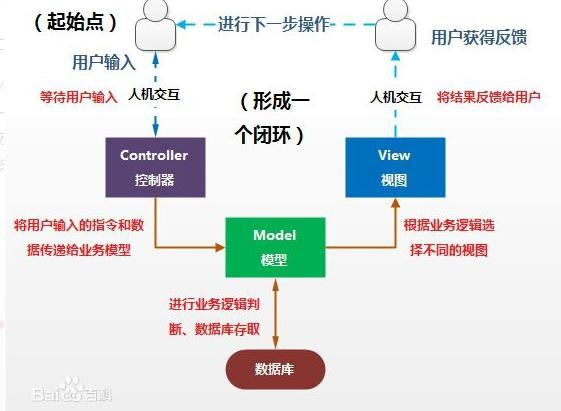 （起始点）
进行下一步操作
用户获得反馈
用户输入
等待用户输入
人机交互
（形成一
个闭环）
人机交互
将结果反馈给用户
Controller
控制器
View
视图
将用户输入的指令和数
据传递给业务模型
Model
模型
根据业务逻辑选
择不同的视图
进行业务逻辑判
断、数据库存取
数据库
Bai百科